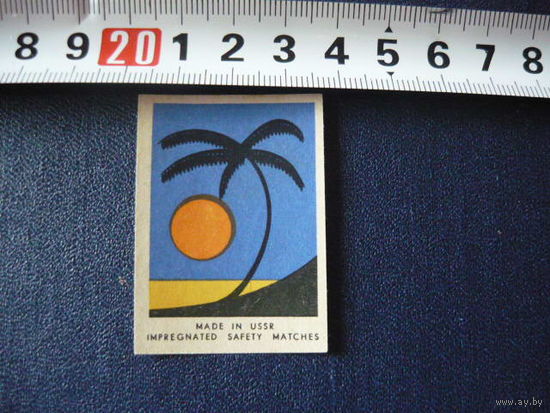 8 9 20 1 2 3 4 5 6 7 8
MADE IN USSR
IMPREGNATED SAFETY MATCHES
www.ay.by